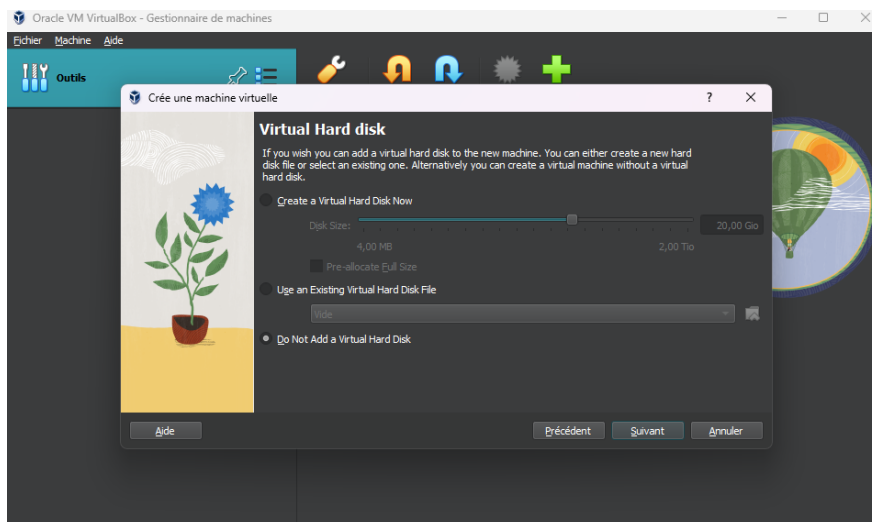 Oracle VM VirtualBox - Gestionnaire de machines
Fichier Machine Aide
Outils
Crée une machine virtuelle
?
Virtual Hard disk
If you wish you can add a virtual hard disk to the new machine. You can either create a new hard
disk file or select an existing one. Alternatively you can create a virtual machine without a virtual
hard disk.
Create a Virtual Hard Disk Now
Disk Size:
20,00 Gio
4,00 MB 2,00 Tio
Pre-allocate Full Size
Use an Existing Virtual Hard Disk File
Vide
Do Not Add a Virtual Hard Disk
Aide Précédent Suivant Annuler